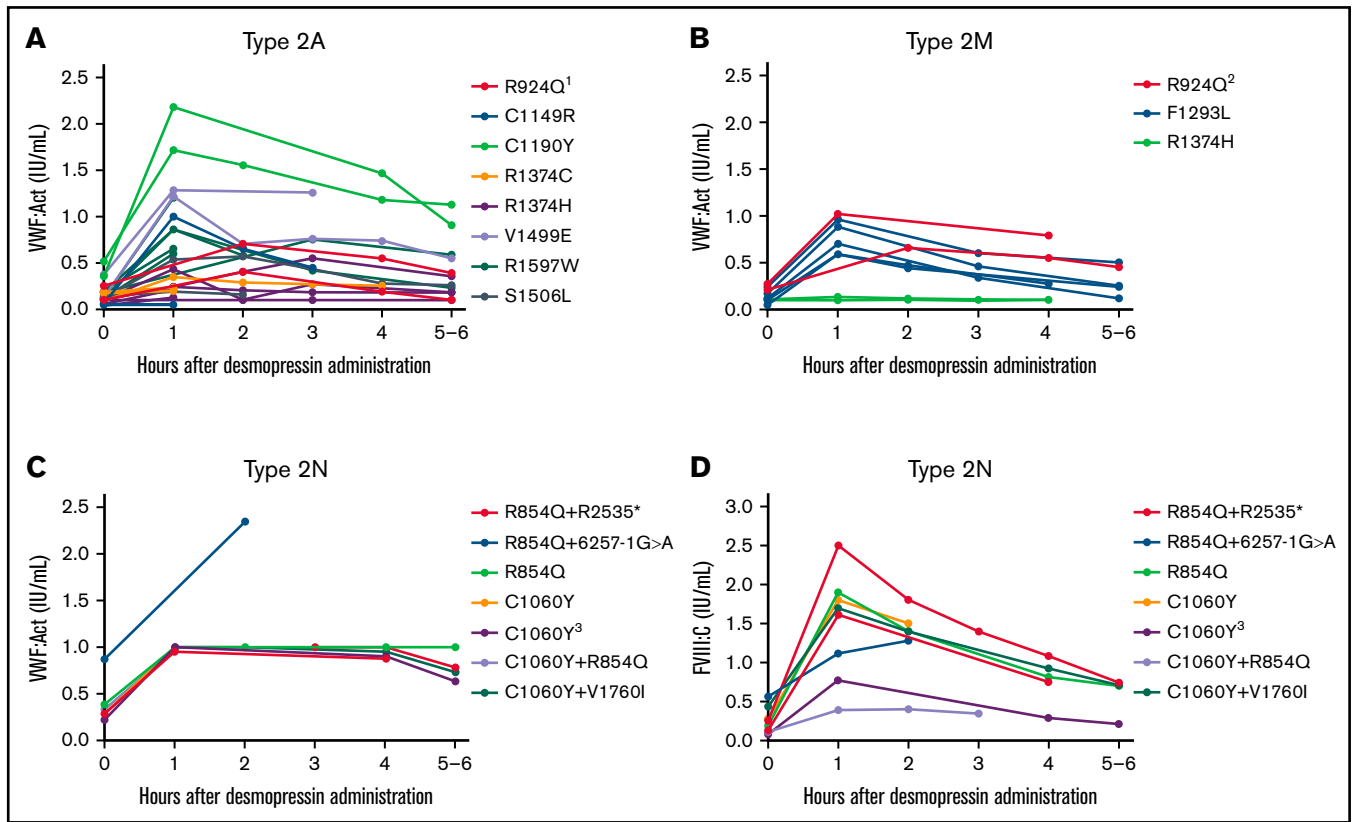 A
Type 2A
VWF:Act (IU/mL)
2.5
2.0
1.5
1.0
0.5
0.0
0 1 2 3 4 5–6
Hours after desmopressin administration
R924Q¹
C1149R
C1190Y
R1374C
R1374H
V1499E
R1597W
S1506L
B
Type 2M
VWF:Act (IU/mL)
2.5
2.0
1.5
1.0
0.5
0.0
0 1 2 3 4 5–6
Hours after desmopressin administration
R924Q²
F1293L
R1374H
C
Type 2N
VWF:Act (IU/mL)
2.5
2.0
1.5
1.0
0.5
0.0
0 1 2 3 4 5–6
Hours after desmopressin administration
R854Q+R2535*
R854Q+6257-1G>A
R854Q
C1060Y
C1060Y³
C1060Y+R854Q
C1060Y+V1760I
D
Type 2N
FVIII:C (IU/mL)
3.0
2.5
2.0
1.5
1.0
0.5
0.0
0 1 2 3 4 5–6
Hours after desmopressin administration
R854Q+R2535*
R854Q+6257-1G>A
R854Q
C1060Y
C1060Y³
C1060Y+R854Q
C1060Y+V1760I